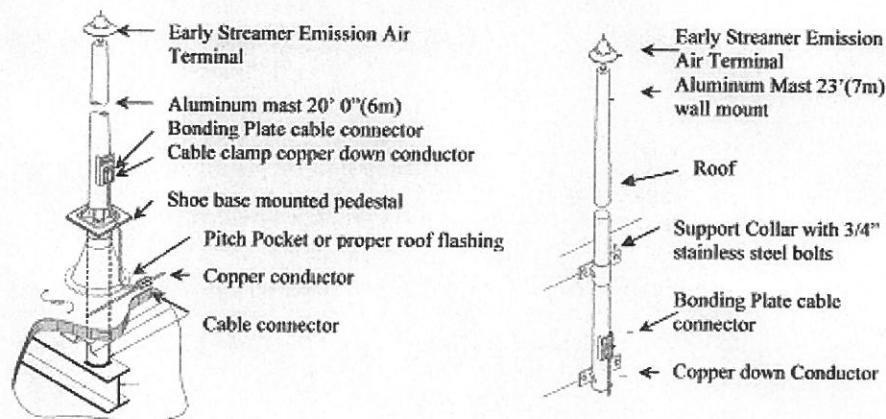 Early Streamer Emission Air
Terminal
Aluminum mast 20' 0"(6m)
Bonding Plate cable connector
Cable clamp copper down conductor
Shoe base mounted pedestal
Pitch Pocket or proper roof flashing
Copper conductor
Cable connector
Early Streamer Emission
Air Terminal
Aluminum Mast 23'(7m)
wall mount
Roof
Support Collar with 3/4"
stainless steel bolts
Bonding Plate cable
connector
Copper down Conductor